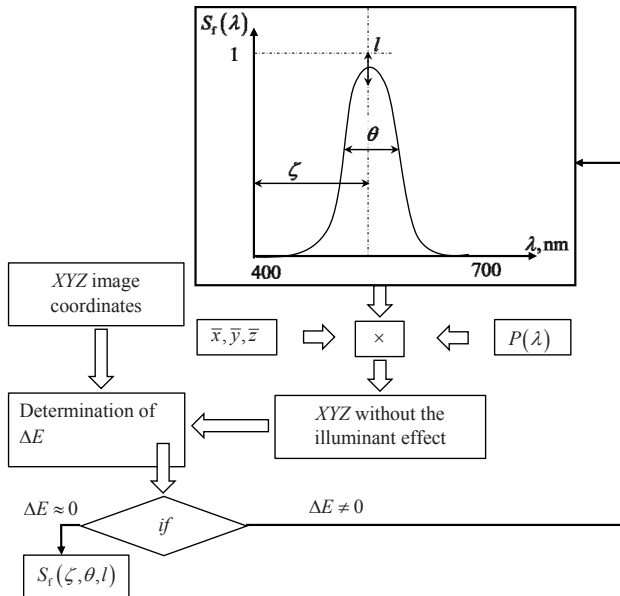 S_f(λ)
1
l
θ
ζ
λ, nm
400
700
XYZ image
coordinates
x̅, y̅, z̅
×
P(λ)
Determination of
ΔE
XYZ without the
illuminant effect
ΔE ≈ 0
if
ΔE ≠ 0
S_f(ζ, θ, l)